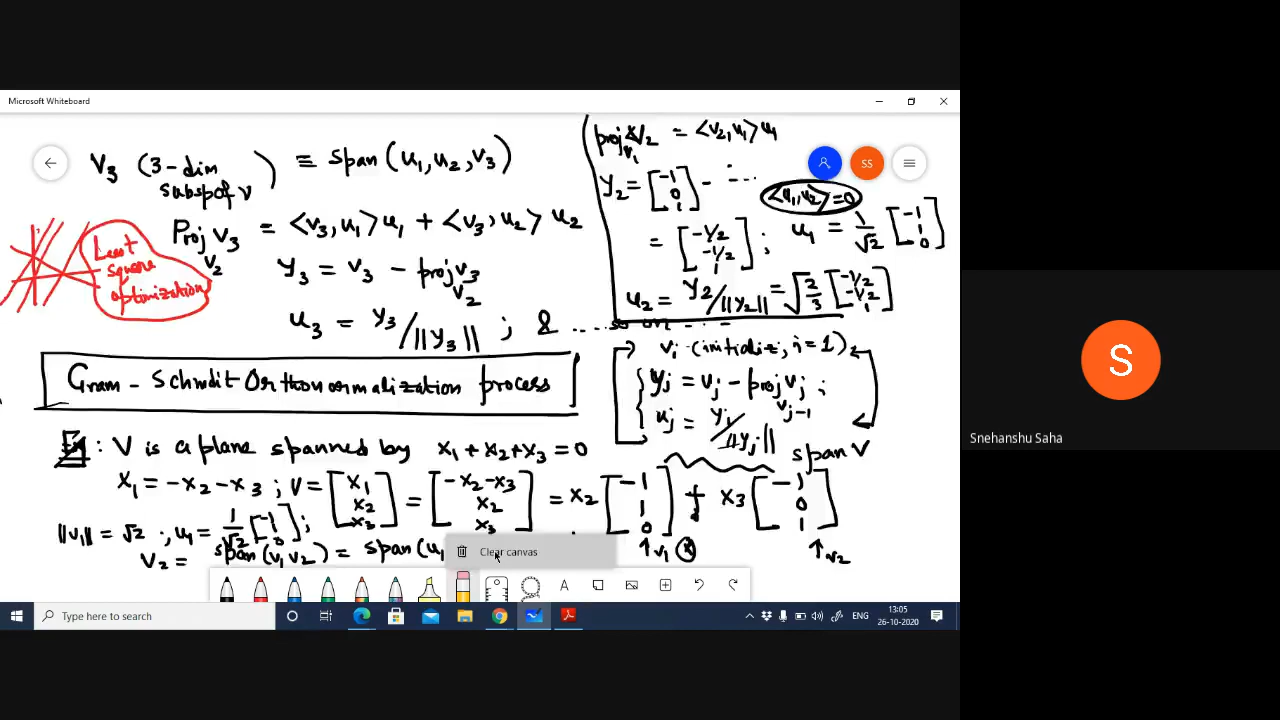 Microsoft Whiteboard
V3 (3-dim subsp of V) ≡ span (u1, u2, v3)
Proj V2 v3 = <v3, u1> u1 + <v3, u2> u2
Least square optimization
y3 = v3 - proj V2 v3
u3 = y3 / ||y3|| ; &
proj V1 v2 = <v2, u1> u1
y2 = [-1 0 1] - ...
<u1, u2> = 0
= [-1/2 -1/2 1] ; u1 = 1/√2 [-1 1 0]
u2 = y2/||y2|| = √2/3 [-1/2 -1/2 1]
SS
Gram-Schmdit Orthonormalization process
v1 (initialize, i=1)
yj = vj - proj Vj-1 vj ;
uj = yj / ||yj||
Eg : V is a plane spanned by x1 + x2 + x3 = 0
span V
x1 = -x2 - x3 ; V = [x1 x2 x3] = [-x2-x3 x2 x3] = x2 [-1 1 0] + x3 [-1 0 1]
↑ v1 ↑ v2
||v1|| = √2 ; u1 = 1/√2 [-1 1 0] ;
v2 = span (v1 v2) = span (u1
Clear canvas
S
Snehanshu Saha
A
Type here to search
ENG
13:05
26-10-2020